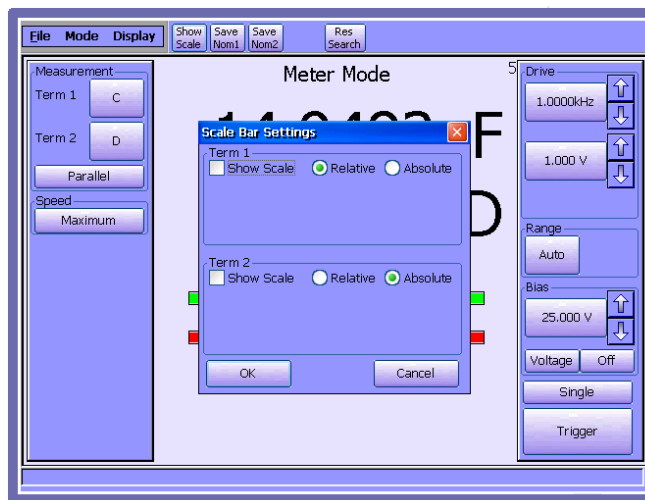 File Mode Display
Show Scale
Save Nom1
Save Nom2
Res Search
Measurement
Term 1 C
Term 2 D
Parallel
Speed
Maximum
Meter Mode
5
F
D
Scale Bar Settings
Term 1
Show Scale Relative Absolute
Term 2
Show Scale Relative Absolute
OK Cancel
Drive
1.0000kHz
1.000 V
Range
Auto
Bias
25.000 V
Voltage Off
Single
Trigger